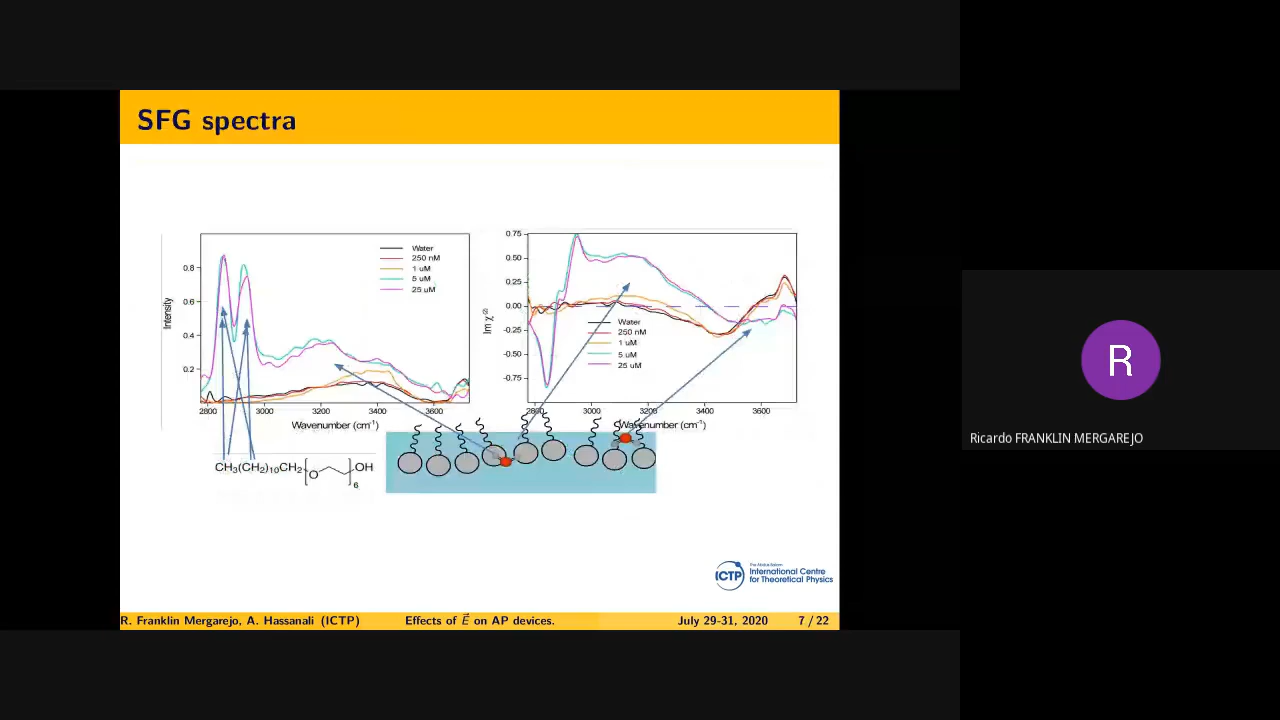 SFG spectra
Water
250 nM
1 uM
5 uM
25 uM
0.8
0.6
0.4
0.2
Intensity
2800 3000 3200 3400 3600
Wavenumber (cm⁻¹)
0.75
0.50
0.25
0.00
-0.25
-0.50
-0.75
Im χ⁽²⁾
Water
250 nM
1 uM
5 uM
25 uM
2800 3000 3200 3400 3600
Wavenumber (cm⁻¹)
CH₃(CH₂)₁₀CH₂[O OH
6
R
Ricardo FRANKLIN MERGAREJO
ICTP
The Abdus Salam
International Centre
for Theoretical Physics
R. Franklin Mergarejo, A. Hassanali (ICTP) Effects of E⃗ on AP devices. July 29-31, 2020 7 / 22